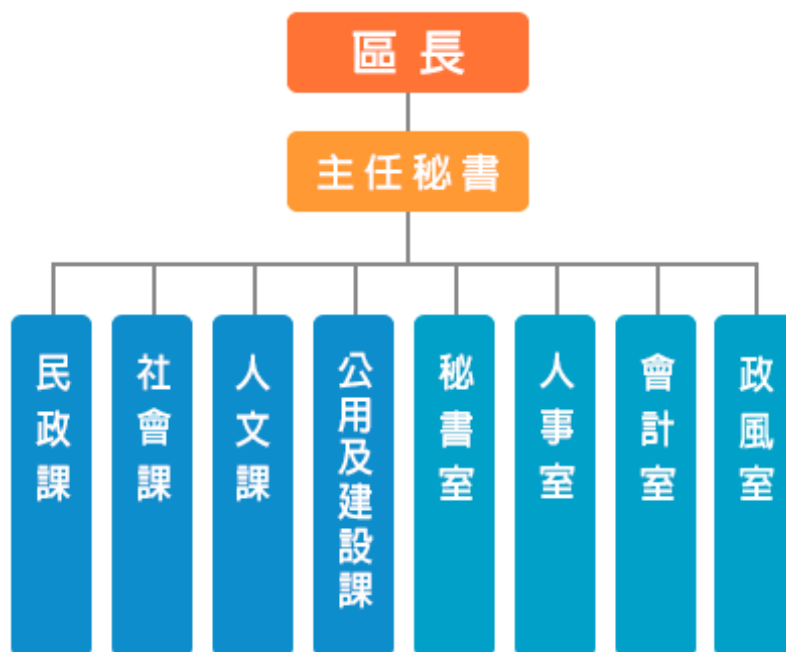 區長
主任秘書
民政課
社會課
人文課
公用及建設課
秘書室
人事室
會計室
政風室